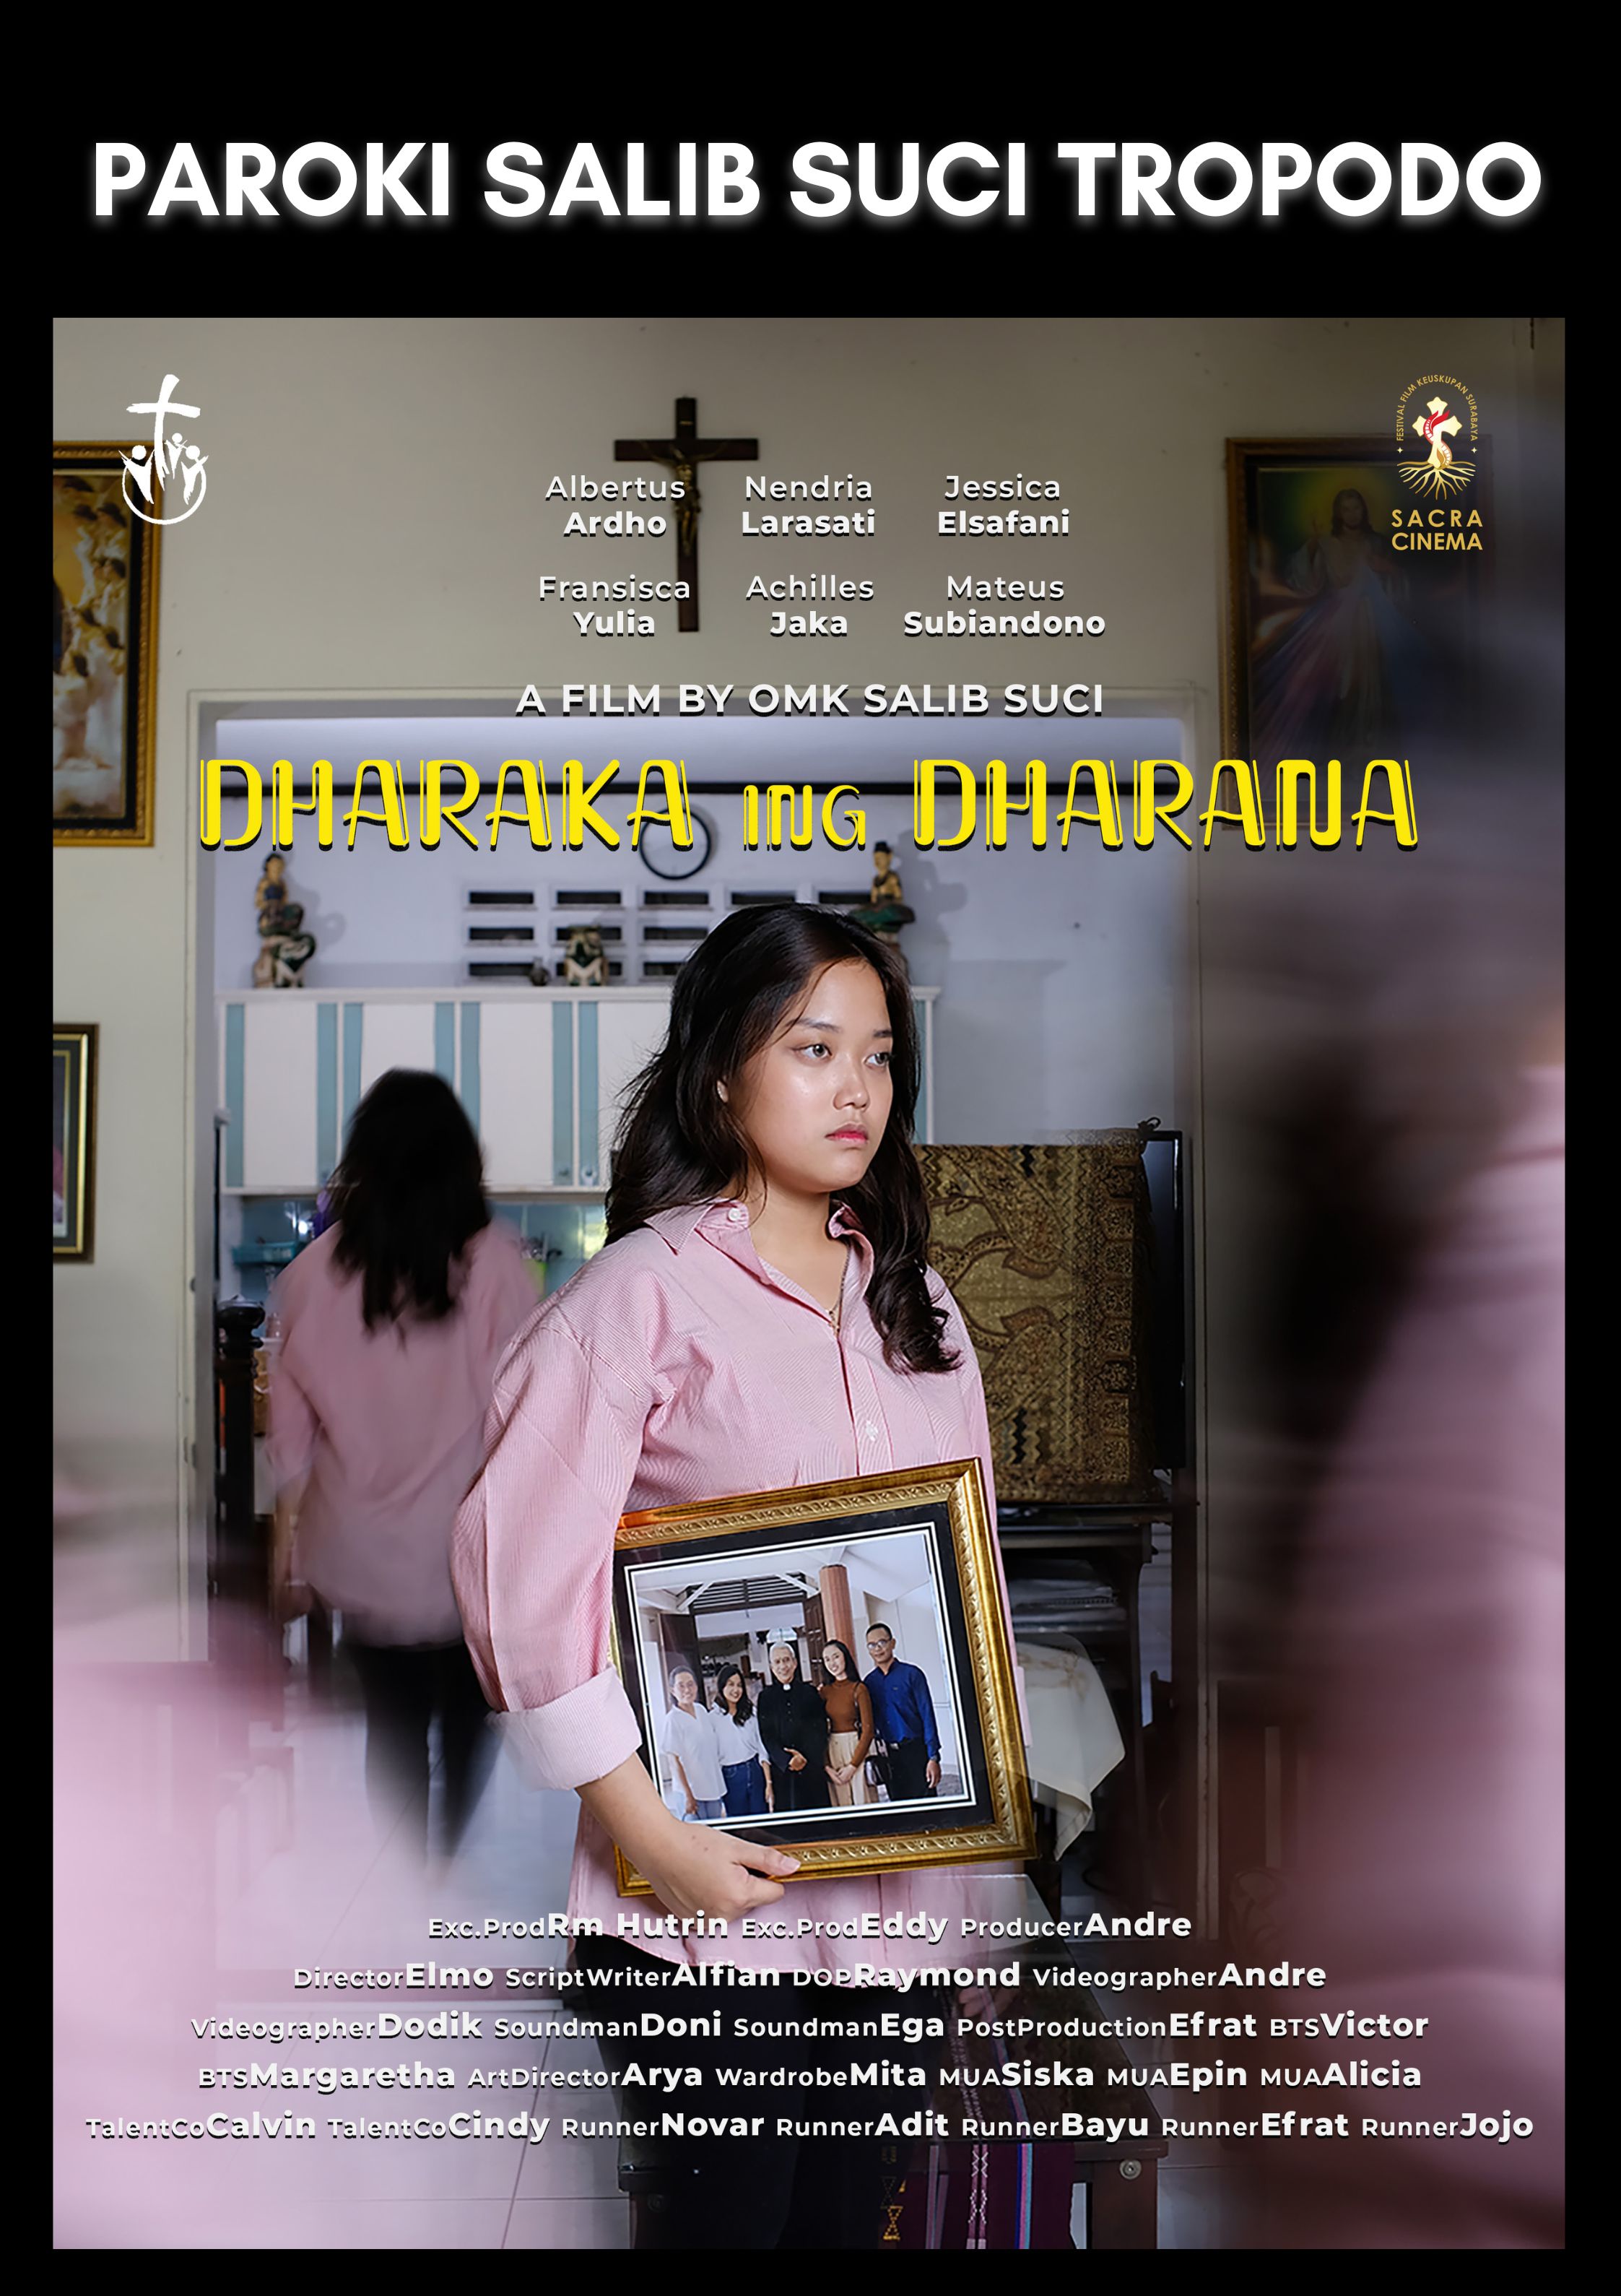 PAROKI SALIB SUCI TROPODO
FESTIVAL FILM KEUSKUPAN SURABAYA
SACRA
CINEMA
Albertus Nendria Jessica
Ardho Larasati Elsafani
Fransisca Achilles Mateus
Yulia Jaka Subiandono
A FILM BY OMK SALIB SUCI
DHARAKA ING DHARANA
Exc.ProdRm Hutrin Exc.ProdEddy ProducerAndre
DirectorElmo ScriptWriterAlfian DOPRaymond VideographerAndre
VideographerDodik SoundmanDoni SoundmanEga PostProductionEfrat BTSVictor
BTSMargaretha ArtDirectorArya WardrobeMita MUASiska MUAEpin MUAAlicia
TalentCoCalvin TalentCoCindy RunnerNovar RunnerAdit RunnerBayu RunnerEfrat RunnerJojo